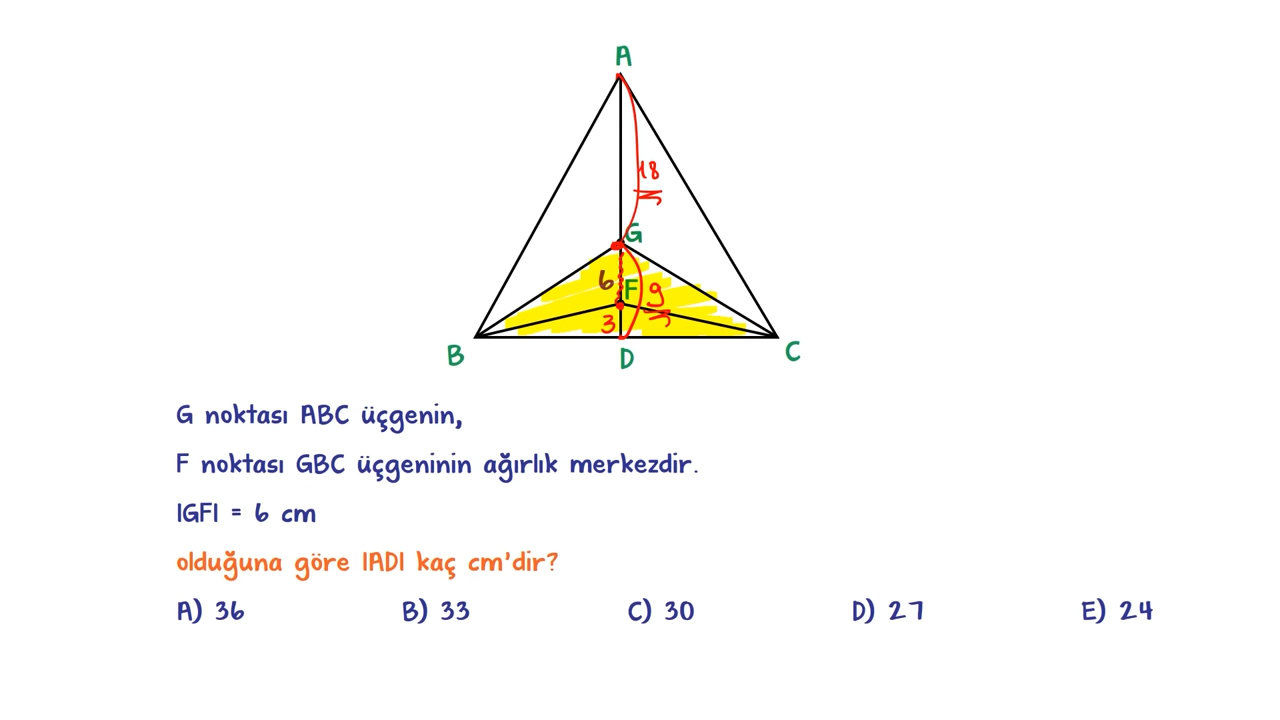 A
18
G
6
F
9
3
B
D
C
G noktası ABC üçgenin,
F noktası GBC üçgeninin ağırlık merkezdir.
|GF| = 6 cm
olduğuna göre |AD| kaç cm'dir?
A) 36 B) 33 C) 30 D) 27 E) 24